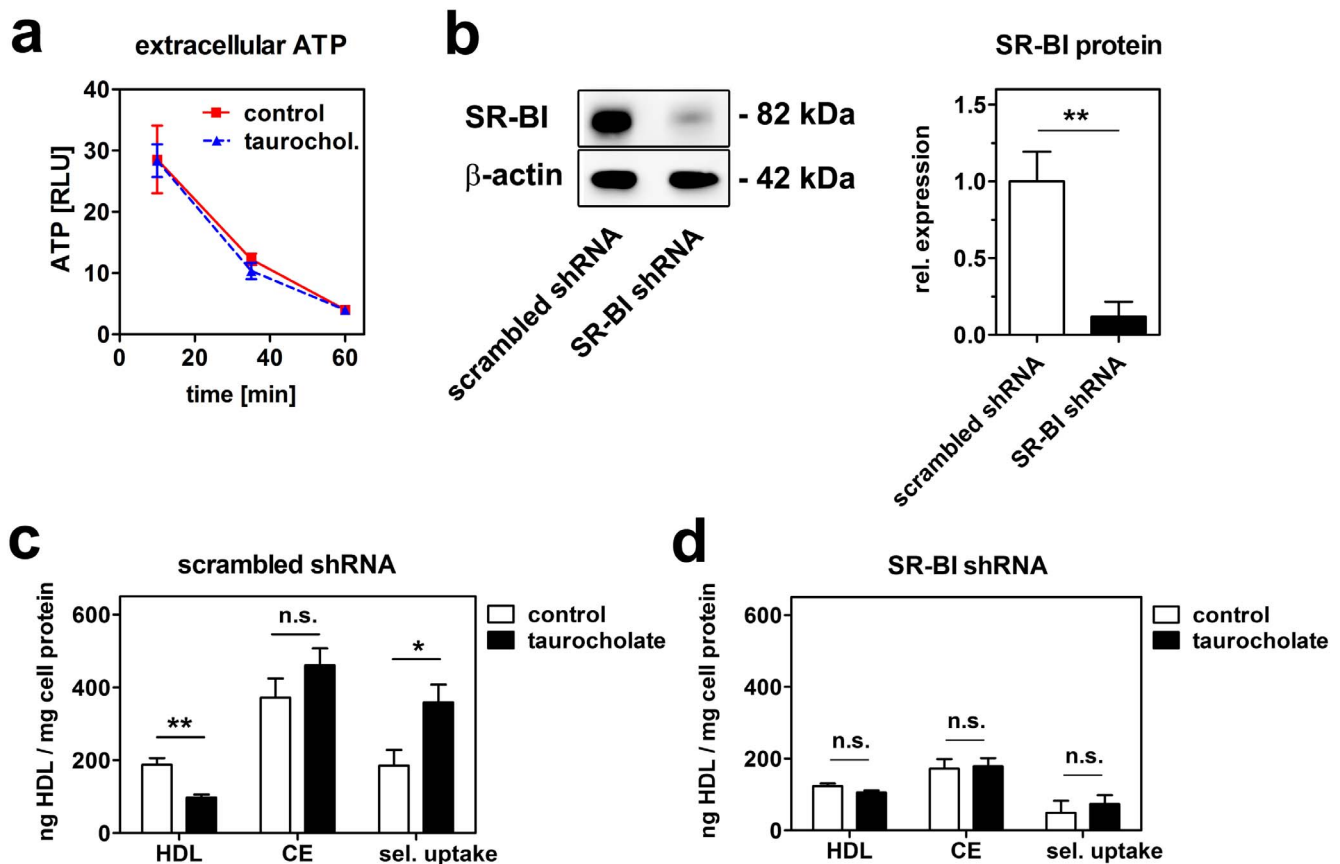 a
extracellular ATP
40
30
20
10
0
ATP [RLU]
control
taurochol.
0 20 40 60
time [min]
b
SR-BI
- 82 kDa
β-actin
- 42 kDa
scrambled shRNA
SR-BI shRNA
SR-BI protein
1.5
1.0
0.5
0.0
rel. expression
**
scrambled shRNA
SR-BI shRNA
c
scrambled shRNA
600
400
200
0
ng HDL / mg cell protein
**
n.s.
*
HDL CE sel. uptake
control
taurocholate
d
SR-BI shRNA
600
400
200
0
ng HDL / mg cell protein
n.s.
n.s.
n.s.
HDL CE sel. uptake
control
taurocholate